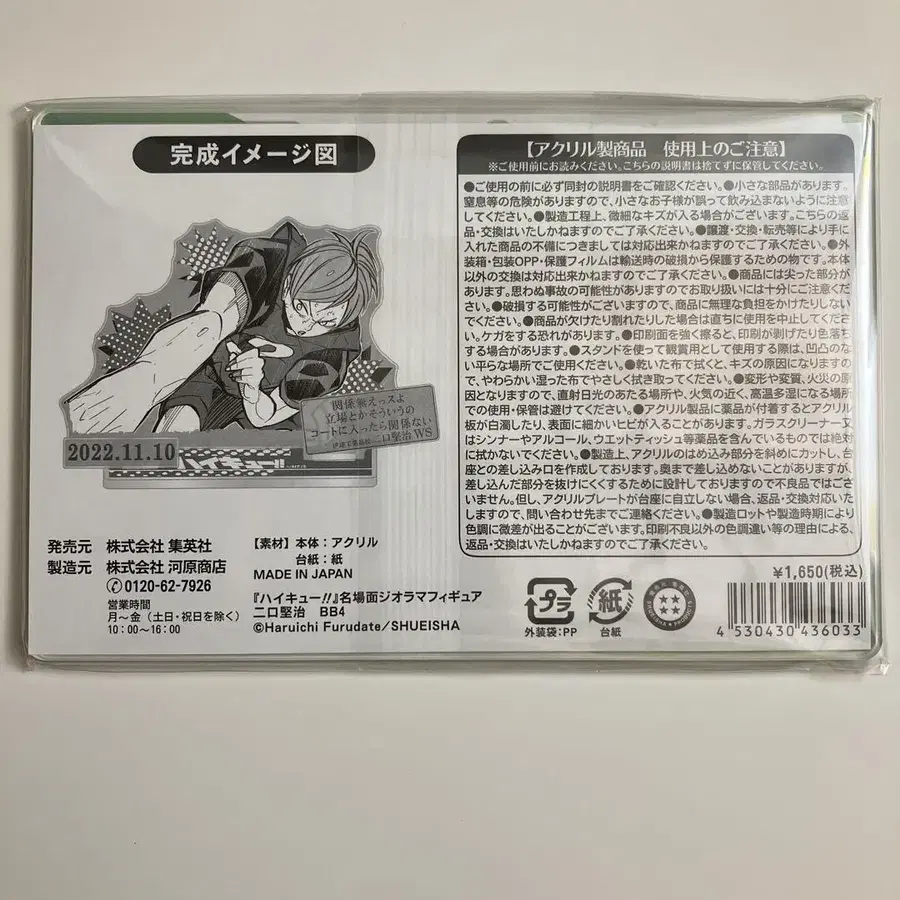 完成イメージ図
関係無えっスよ
立場とかそういうの
コートに入ったら関係ない
伊達工業高校 二口堅治 WS
2022.11.10
ハイキュー!!
発売元 株式会社 集英社
製造元 株式会社 河原商店
0120-62-7926
営業時間
月〜金（土日・祝日を除く）
10：00〜16：00
【素材】本体：アクリル
台紙：紙
MADE IN JAPAN
『ハイキュー!!』名場面ジオラマフィギュア
二口堅治 BB4
©Haruichi Furudate/SHUEISHA
【アクリル製商品 使用上のご注意】
※ご使用前にお読みください。こちらの説明書は捨てずに保管してください。
●ご使用の前に必ず同封の説明書をご確認ください。●小さな部品があります。
窒息等の危険がありますので、小さなお子様が誤って飲み込まないように注意
してください。●製造工程上、微細なキズが入る場合がございます。こちらの返
品・交換はいたしかねますのでご了承ください。●譲渡・交換・転売等により手に
入れた商品の不備につきましては対応出来かねますのでご了承ください。●外
装箱・包装OPP・保護フィルムは輸送時の破損から保護するための物です。本体
以外の交換は対応出来かねますのでご了承ください。●商品には尖った部分が
あります。思わぬ事故の可能性がありますのでお取り扱いには十分にご注意くださ
い。●破損する可能性がございますので、商品に無理な負担をかけたりしない
でください。●商品が欠けたり割れたりした場合は直ちに使用を中止してくださ
い。ケガをする恐れがあります。●印刷面を強く擦ると、印刷が剥げたり色落ち
する場合があります。●スタンドを使って観賞用として使用する際は、凹凸のな
い平らな場所でご使用ください。●乾いた布で拭くと、キズの原因になりますの
で、やわらかい湿った布でやさしく拭き取ってください。●変形や変質、火災の原
因となりますので、直射日光のあたる場所や、火気の近く、高温多湿になる場所
での使用・保管は避けてください。●アクリル製品に薬品が付着するとアクリル
板が白濁したり、表面に細かいヒビが入ることがあります。ガラスクリーナー又
はシンナーやアルコール、ウエットティッシュ等薬品を含んでいるものでは絶対
に拭かないでください。●製造上、アクリルのはめ込み部分を斜めにカットし、台
座との差し込み口を作成しております。奥まで差し込めないことがありますが、
差し込んだ部分を抜けにくくするために設計しておりますので不良品ではござ
いません。但し、アクリルプレートが台座に自立しない場合、返品・交換対応いた
しますので、問い合わせ先までご連絡ください。●製造ロットや製造時期により
色調に微差が出ることがございます。印刷不良以外の色調違い等の理由による、
返品・交換はいたしかねますのでご了承ください。
¥1,650(税込)
プラ
外装袋：PP
紙
台紙
4 530430 436033